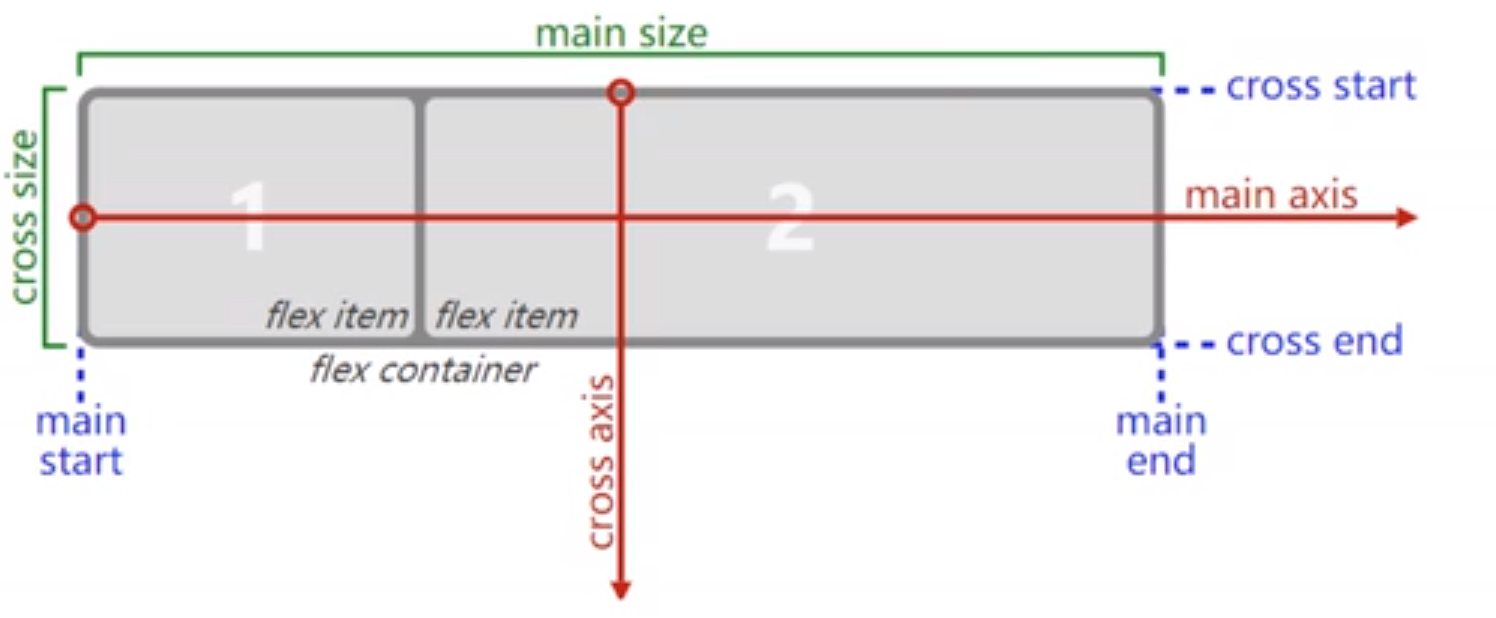 main size
cross start
cross size
main axis
1
2
flex item
flex item
cross end
flex container
cross axis
main
start
main
end